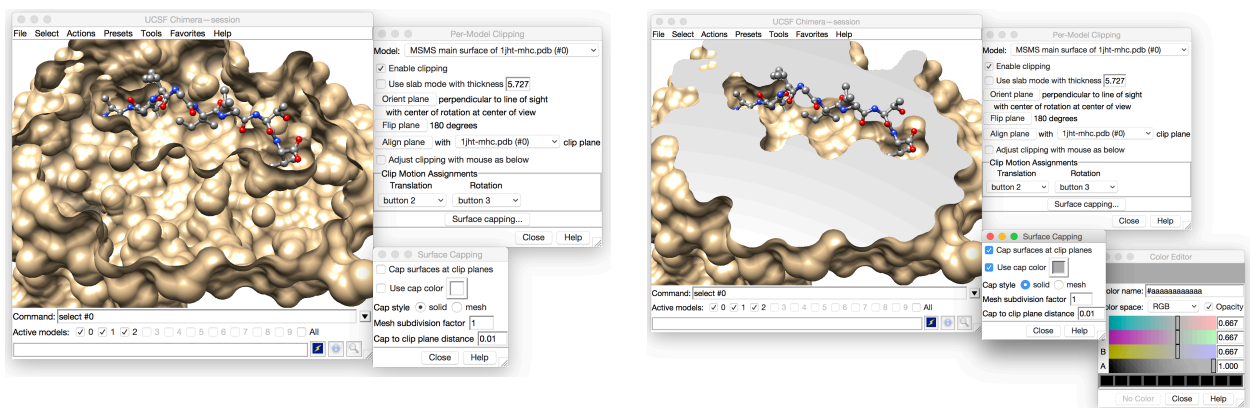 UCSF Chimera—session
File Select Actions Presets Tools Favorites Help
Command: select #0
Active models: 0 1 2 3 4 5 6 7 8 9 All
Per-Model Clipping
Model: MSMS main surface of 1jht-mhc.pdb (#0)
Enable clipping
Use slab mode with thickness 5.727
Orient plane perpendicular to line of sight
with center of rotation at center of view
Flip plane 180 degrees
Align plane with 1jht-mhc.pdb (#0) clip plane
Adjust clipping with mouse as below
Clip Motion Assignments
Translation Rotation
button 2 button 3
Surface capping...
Close Help
Surface Capping
Cap surfaces at clip planes
Use cap color
Cap style solid mesh
Mesh subdivision factor 1
Cap to clip plane distance 0.01
Close Help
UCSF Chimera—session
File Select Actions Presets Tools Favorites Help
Command: select #0
Active models: 0 1 2 3 4 5 6 7 8 9 All
Per-Model Clipping
Model: MSMS main surface of 1jht-mhc.pdb (#0)
Enable clipping
Use slab mode with thickness 5.727
Orient plane perpendicular to line of sight
with center of rotation at center of view
Flip plane 180 degrees
Align plane with 1jht-mhc.pdb (#0) clip plane
Adjust clipping with mouse as below
Clip Motion Assignments
Translation Rotation
button 2 button 3
Surface capping...
Close Help
Surface Capping
Cap surfaces at clip planes
Use cap color
Cap style solid mesh
Mesh subdivision factor 1
Cap to clip plane distance 0.01
Close Help
Color Editor
olor name: #aaaaaaaaaaaa
olor space: RGB Opacity
0.667
0.667
B 0.667
A 1.000
No Color Close Help